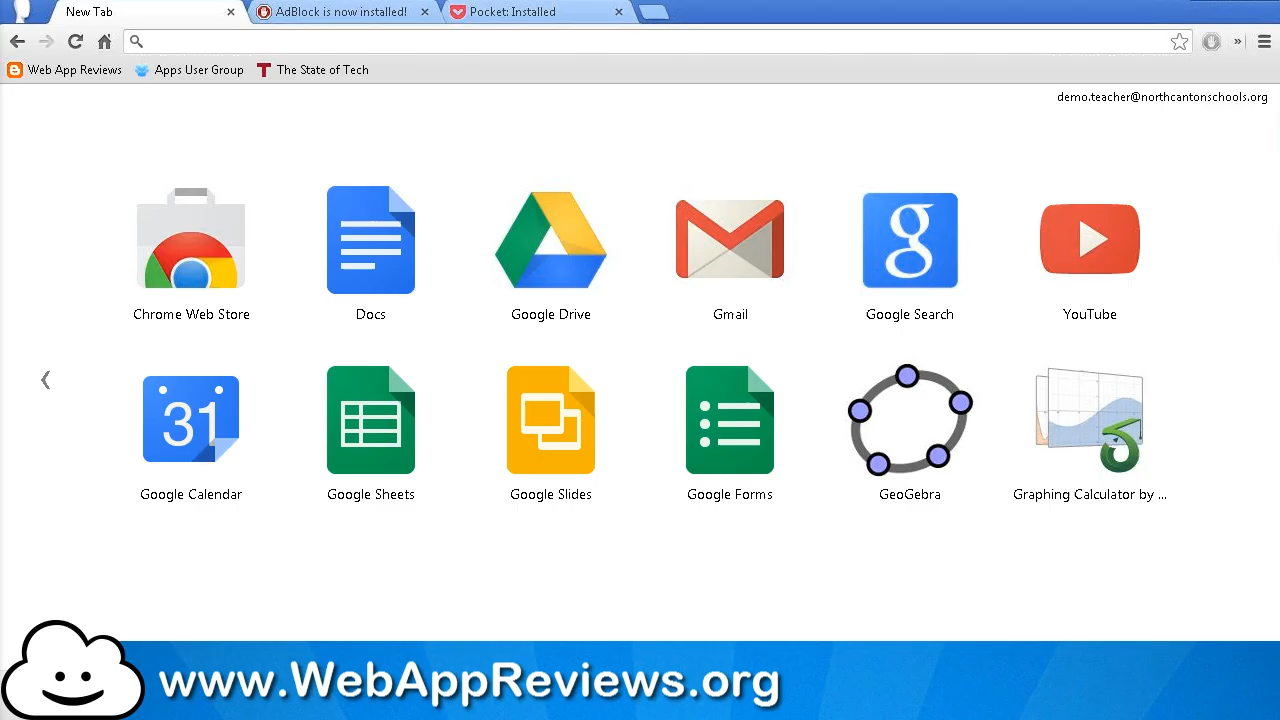 New Tab
AdBlock is now installed!
Pocket: Installed
Web App Reviews
Apps User Group
The State of Tech
demo.teacher@northcantonschools.org
Chrome Web Store
Docs
Google Drive
Gmail
g
Google Search
YouTube
31
Google Calendar
Google Sheets
Google Slides
Google Forms
GeoGebra
Graphing Calculator by ...
www.WebAppReviews.org